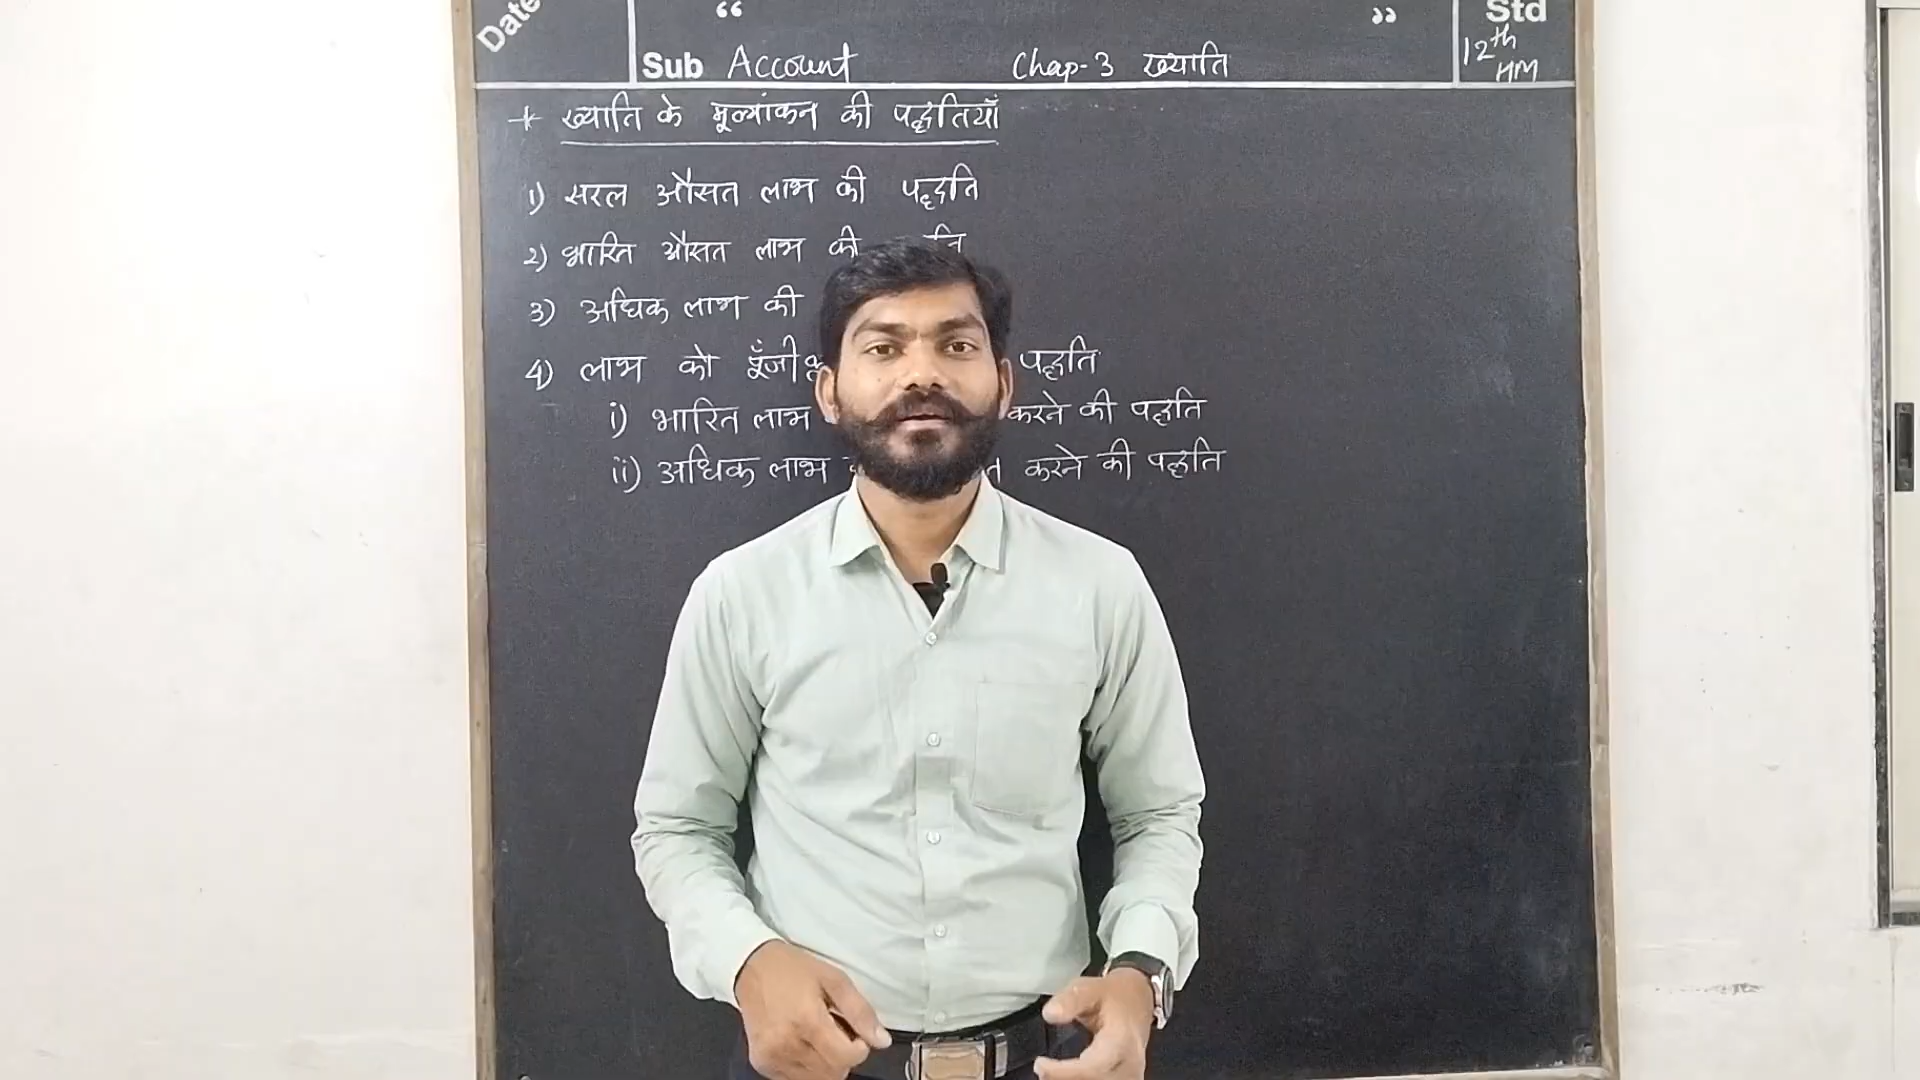 Date “ ” Std
Sub Account Chap-3 ख्याति 12th HM
* ख्याति के मूल्यांकन की पद्धतियाँ
1) सरल औसत लाभ की पद्धति
2) भारित औसत लाभ की
3) अधिक लाभ की
4) लाभ को पद्धति
i) भारित लाभ करने की पद्धति
ii) अधिक लाभ करने की पद्धति